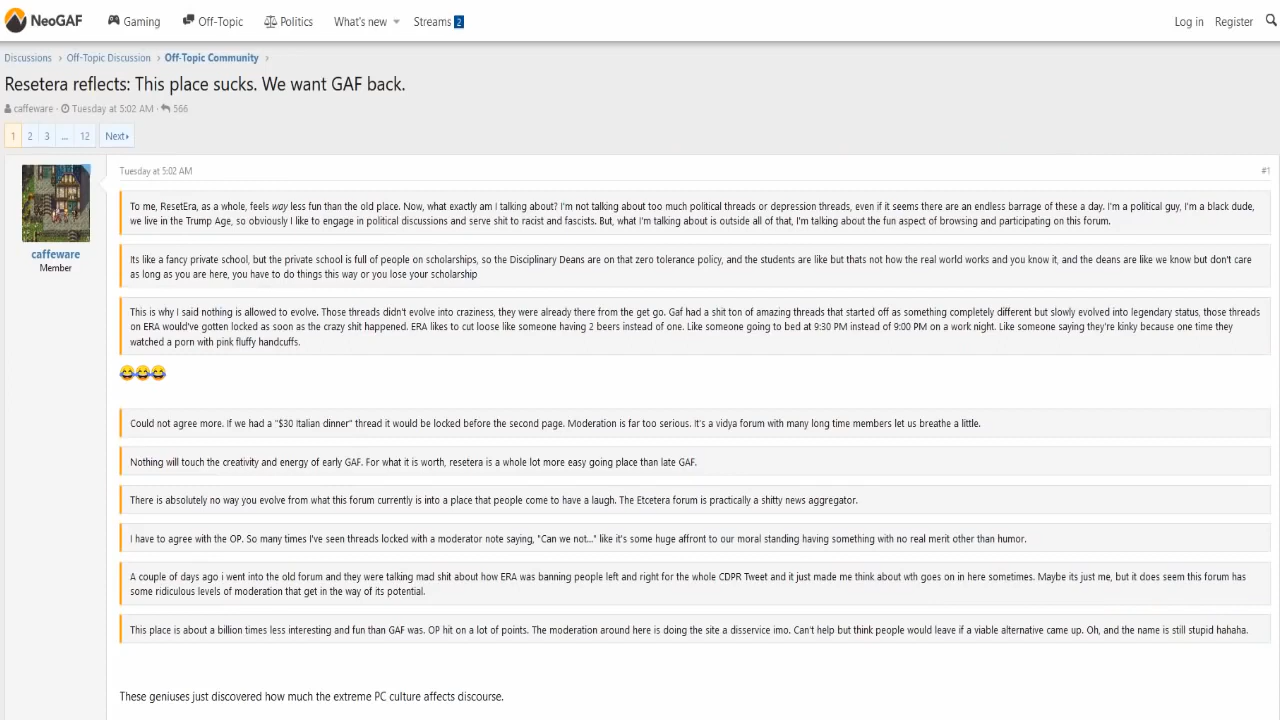 NeoGAF Gaming Off-Topic Politics What's new Streams 2 Log in Register
Discussions › Off-Topic Discussion › Off-Topic Community ›
Resetera reflects: This place sucks. We want GAF back.
caffeware · Tuesday at 5:02 AM · 566
1 2 3 ... 12 Next
Tuesday at 5:02 AM #1
To me, ResetEra, as a whole, feels way less fun than the old place. Now, what exactly am I talking about? I'm not talking about too much political threads or depression threads, even if it seems there are an endless barrage of these a day. I'm a political guy, I'm a black dude,
we live in the Trump Age, so obviously I like to engage in political discussions and serve shit to racist and fascists. But, what I'm talking about is outside all of that, I'm talking about the fun aspect of browsing and participating on this forum.
caffeware
Member
Its like a fancy private school, but the private school is full of people on scholarships, so the Disciplinary Deans are on that zero tolerance policy, and the students are like but thats not how the real world works and you know it, and the deans are like we know but don't care
as long as you are here, you have to do things this way or you lose your scholarship
This is why I said nothing is allowed to evolve. Those threads didn't evolve into craziness, they were already there from the get go. Gaf had a shit ton of amazing threads that started off as something completely different but slowly evolved into legendary status, those threads
on ERA would've gotten locked as soon as the crazy shit happened. ERA likes to cut loose like someone having 2 beers instead of one. Like someone going to bed at 9:30 PM instead of 9:00 PM on a work night. Like someone saying they're kinky because one time they
watched a porn with pink fluffy handcuffs.
😂😂😂
Could not agree more. If we had a "$30 Italian dinner" thread it would be locked before the second page. Moderation is far too serious. It's a vidya forum with many long time members let us breathe a little.
Nothing will touch the creativity and energy of early GAF. For what it is worth, resetera is a whole lot more easy going place than late GAF.
There is absolutely no way you evolve from what this forum currently is into a place that people come to have a laugh. The Etcetera forum is practically a shitty news aggregator.
I have to agree with the OP. So many times I've seen threads locked with a moderator note saying, "Can we not..." like it's some huge affront to our moral standing having something with no real merit other than humor.
A couple of days ago i went into the old forum and they were talking mad shit about how ERA was banning people left and right for the whole CDPR Tweet and it just made me think about wth goes on in here sometimes. Maybe its just me, but it does seem this forum has
some ridiculous levels of moderation that get in the way of its potential.
This place is about a billion times less interesting and fun than GAF was. OP hit on a lot of points. The moderation around here is doing the site a disservice imo. Can't help but think people would leave if a viable alternative came up. Oh, and the name is still stupid hahaha.
These geniuses just discovered how much the extreme PC culture affects discourse.